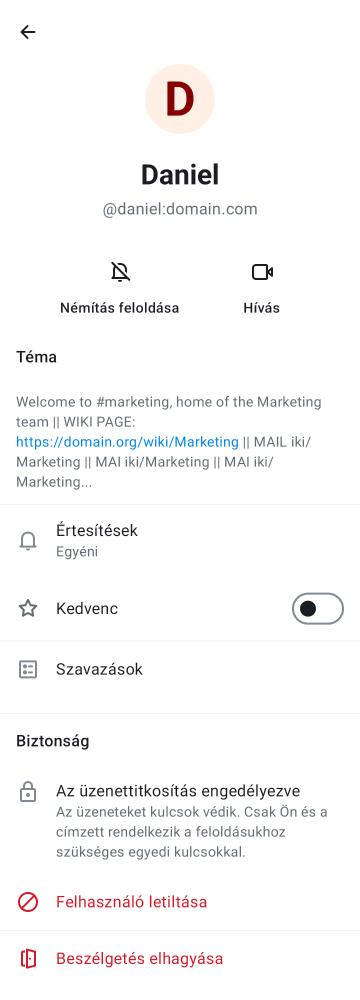 D
Daniel
@daniel:domain.com
Némítás feloldása
Hívás
Téma
Welcome to #marketing, home of the Marketing
team || WIKI PAGE:
https://domain.org/wiki/Marketing || MAIL iki/
Marketing || MAI iki/Marketing || MAI iki/
Marketing...
Értesítések
Egyéni
Kedvenc
Szavazások
Biztonság
Az üzenettitkosítás engedélyezve
Az üzeneteket kulcsok védik. Csak Ön és a
címzett rendelkezik a feloldásukhoz
szükséges egyedi kulcsokkal.
Felhasználó letiltása
Beszélgetés elhagyása